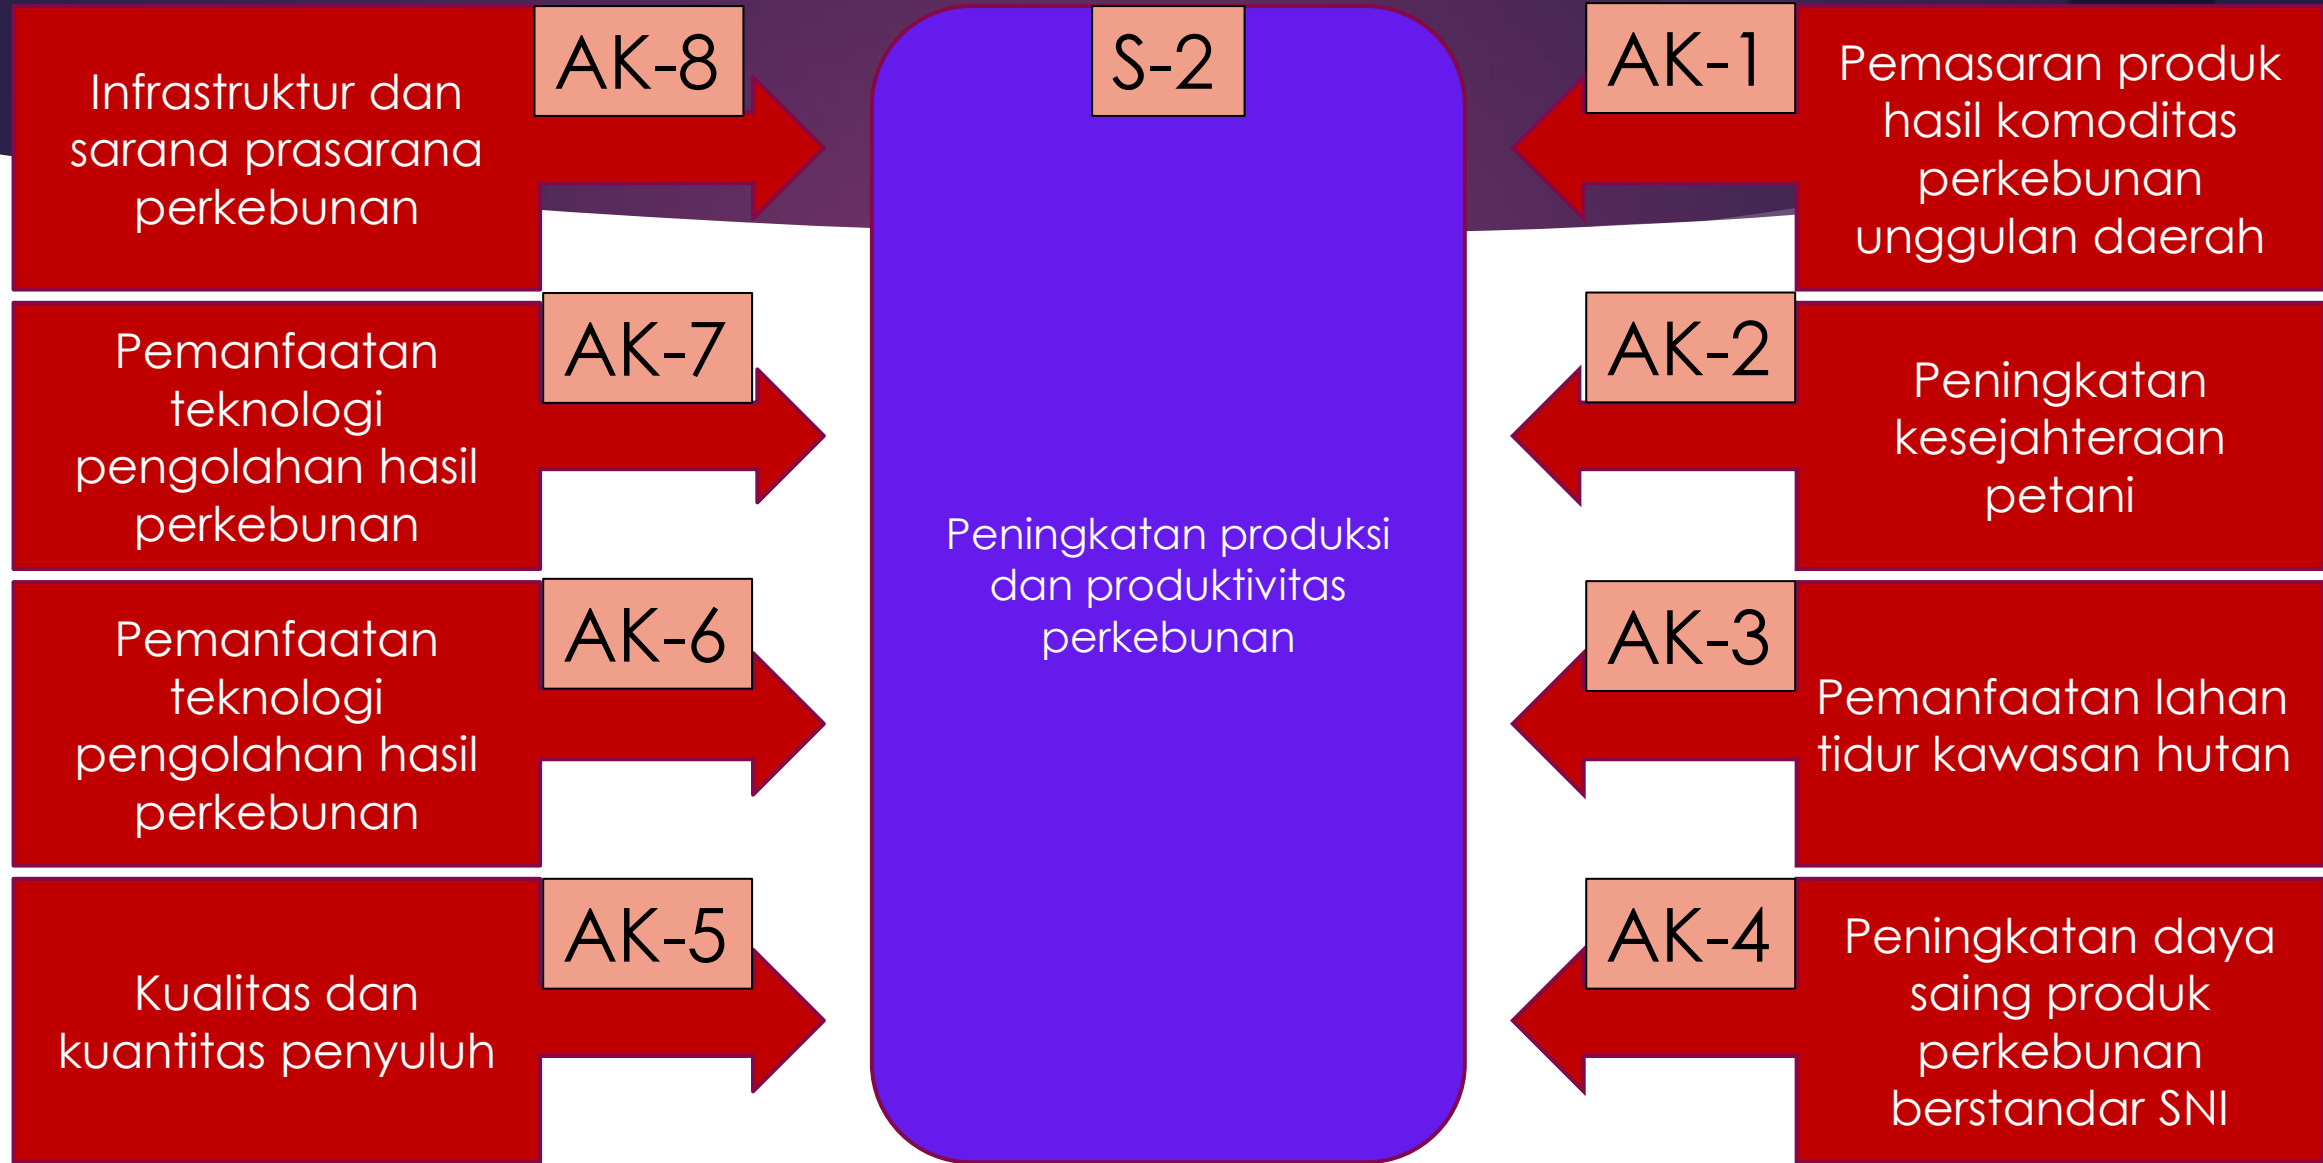 Infrastruktur dan
sarana prasarana
perkebunan
AK-8
Pemanfaatan
teknologi
pengolahan hasil
perkebunan
AK-7
Pemanfaatan
teknologi
pengolahan hasil
perkebunan
AK-6
Kualitas dan
kuantitas penyuluh
AK-5
S-2
Peningkatan produksi
dan produktivitas
perkebunan
AK-1
Pemasaran produk
hasil komoditas
perkebunan
unggulan daerah
AK-2
Peningkatan
kesejahteraan
petani
AK-3
Pemanfaatan lahan
tidur kawasan hutan
AK-4
Peningkatan daya
saing produk
perkebunan
berstandar SNI